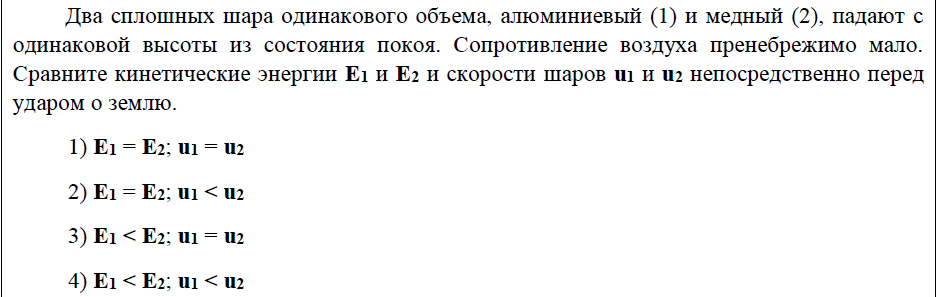 Два сплошных шара одинакового объема, алюминиевый (1) и медный (2), падают с
одинаковой высоты из состояния покоя. Сопротивление воздуха пренебрежимо мало.
Сравните кинетические энергии E1 и E2 и скорости шаров u1 и u2 непосредственно перед
ударом о землю.
1) E1 = E2; u1 = u2
2) E1 = E2; u1 < u2
3) E1 < E2; u1 = u2
4) E1 < E2; u1 < u2